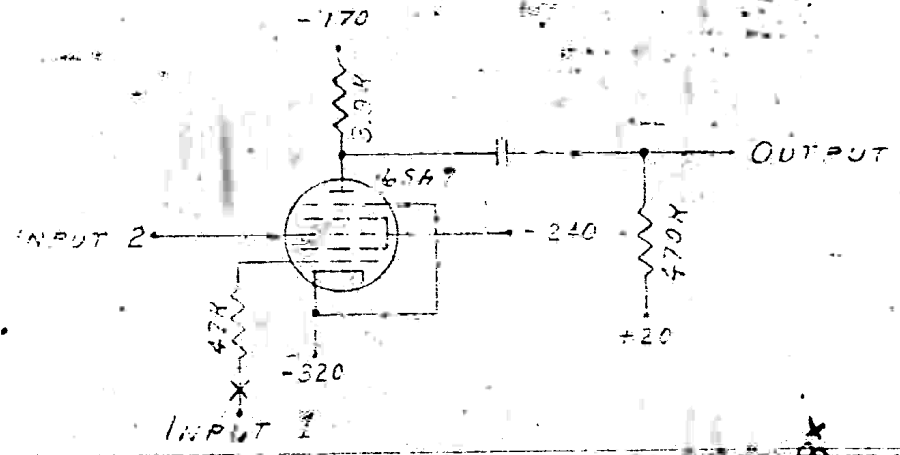 -170
3.9K
OUTPUT
6SA7
INPUT 2
-240
470K
47K
+20
-320
INPUT 1